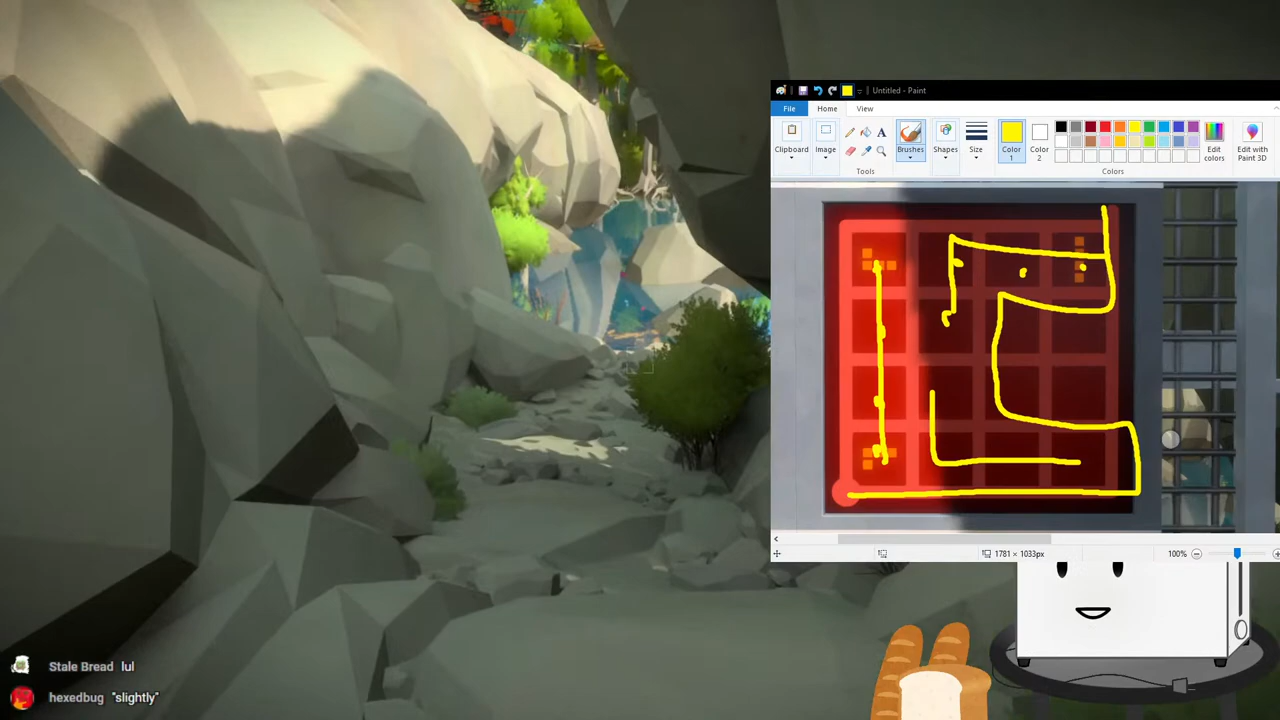 Untitled - Paint
File Home View
Clipboard Image Tools Brushes Shapes Size Color 1 Color 2 Colors Edit colors Edit with Paint 3D
A
1781 × 1033px 100%
Stale Bread lul
hexedbug "slightly"